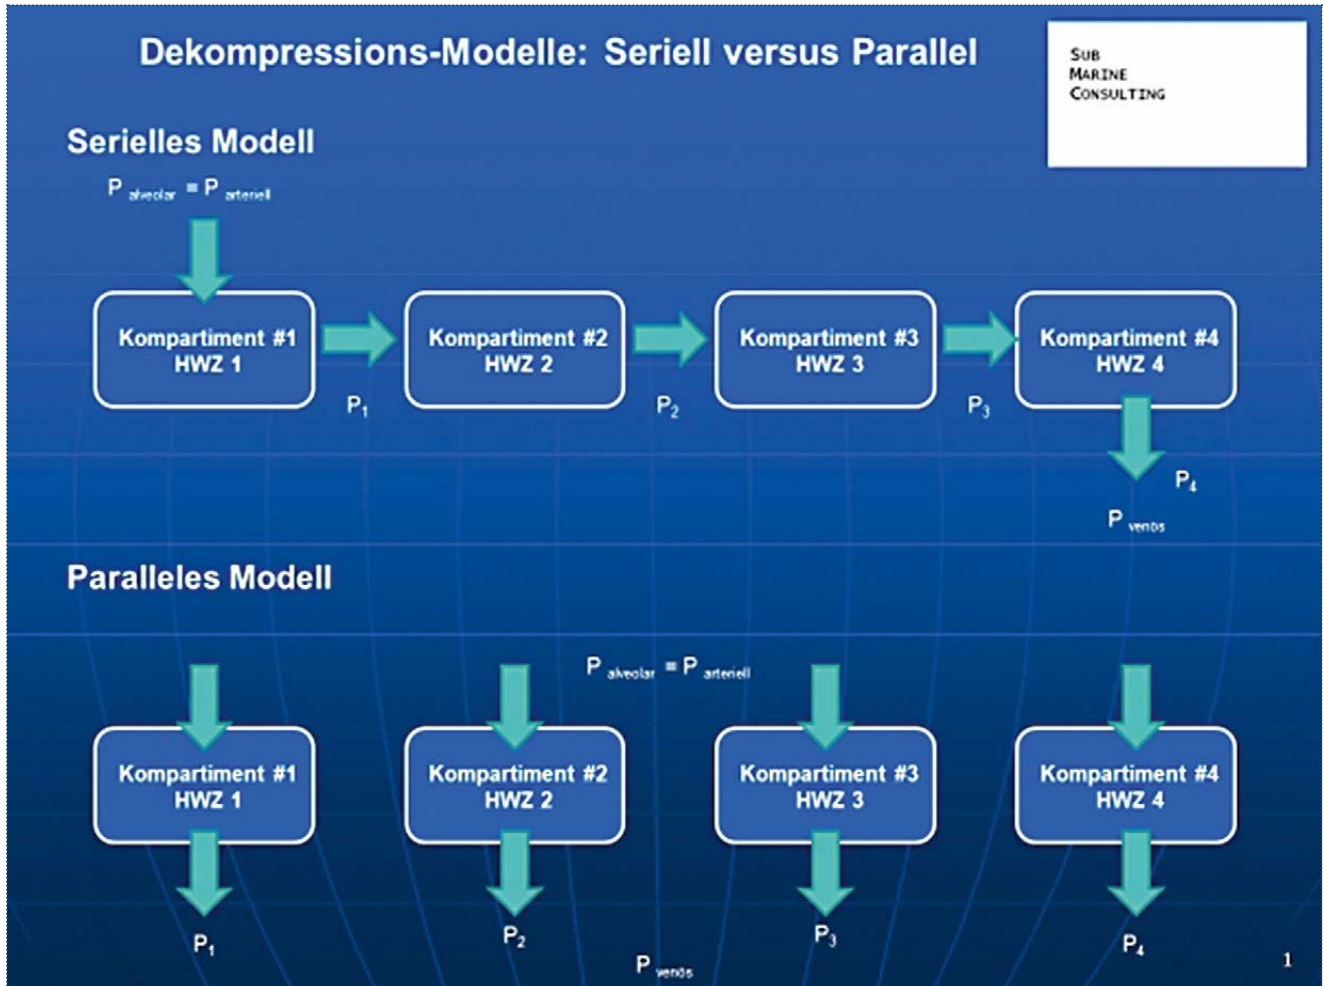 Dekompressions-Modelle: Seriell versus Parallel
SUB
MARINE
CONSULTING
Serielles Modell
P alveolar = P arteriell
Kompartiment #1
HWZ 1
Kompartiment #2
HWZ 2
Kompartiment #3
HWZ 3
Kompartiment #4
HWZ 4
P1
P2
P3
P4
P venös
Paralleles Modell
P alveolar = P arteriell
Kompartiment #1
HWZ 1
Kompartiment #2
HWZ 2
Kompartiment #3
HWZ 3
Kompartiment #4
HWZ 4
P1
P2
P3
P4
P venös
1